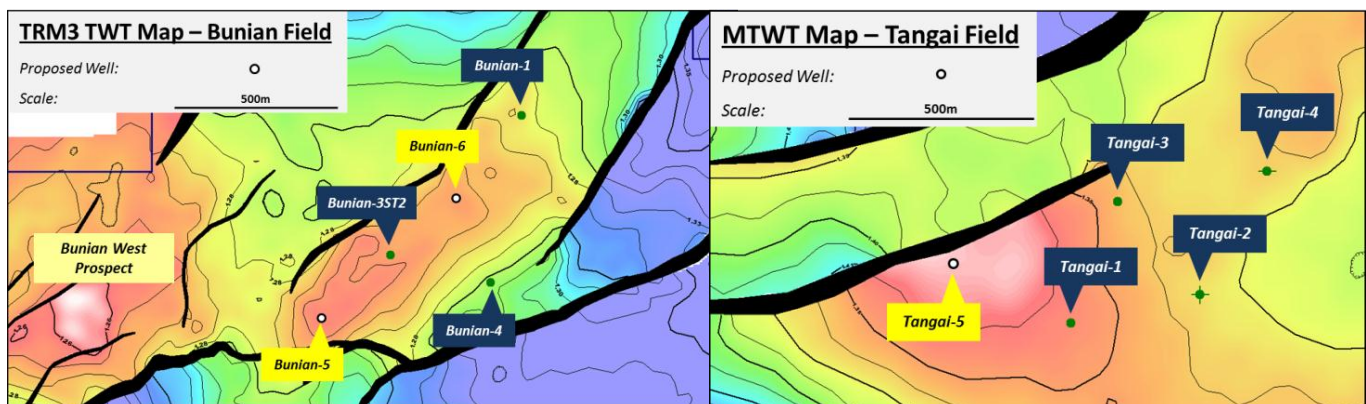 TRM3 TWT Map – Bunian Field
Proposed Well:
Scale:
500m
Bunian-1
Bunian-6
Bunian-3ST2
Bunian West
Prospect
Bunian-4
Bunian-5
MTWT Map – Tangai Field
Proposed Well:
Scale:
500m
Tangai-4
Tangai-3
Tangai-2
Tangai-1
Tangai-5